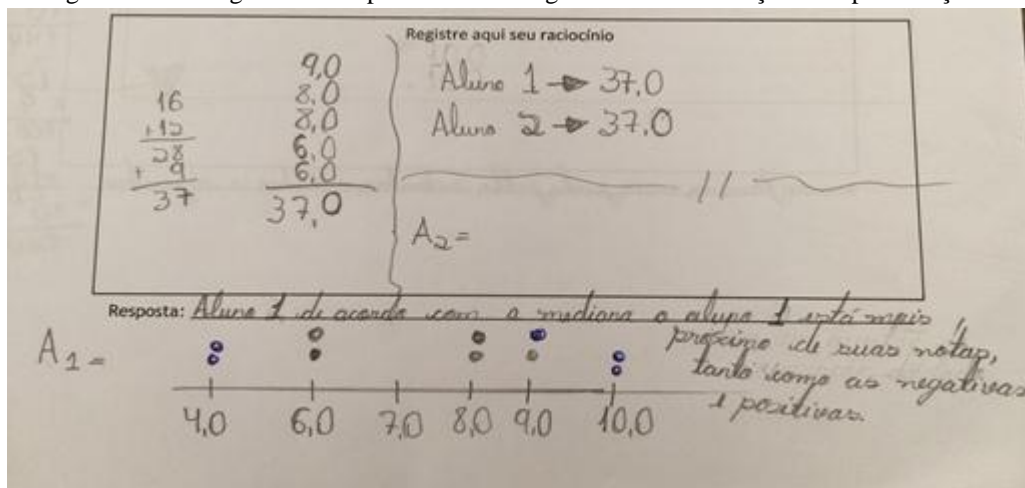 Registre aqui seu raciocínio
16
+12
28
+ 9
37
9,0
8,0
8,0
6,0
6,0
37,0
Aluno 1 → 37,0
Aluno 2 → 37,0
//
A2=
Resposta: Aluno 1 de acordo com a mediana o aluno 1 está mais,
próximo de suas notas,
tanto como as negativas
e positivas.
A1=
4,0 6,0 7,0 8,0 9,0 10,0